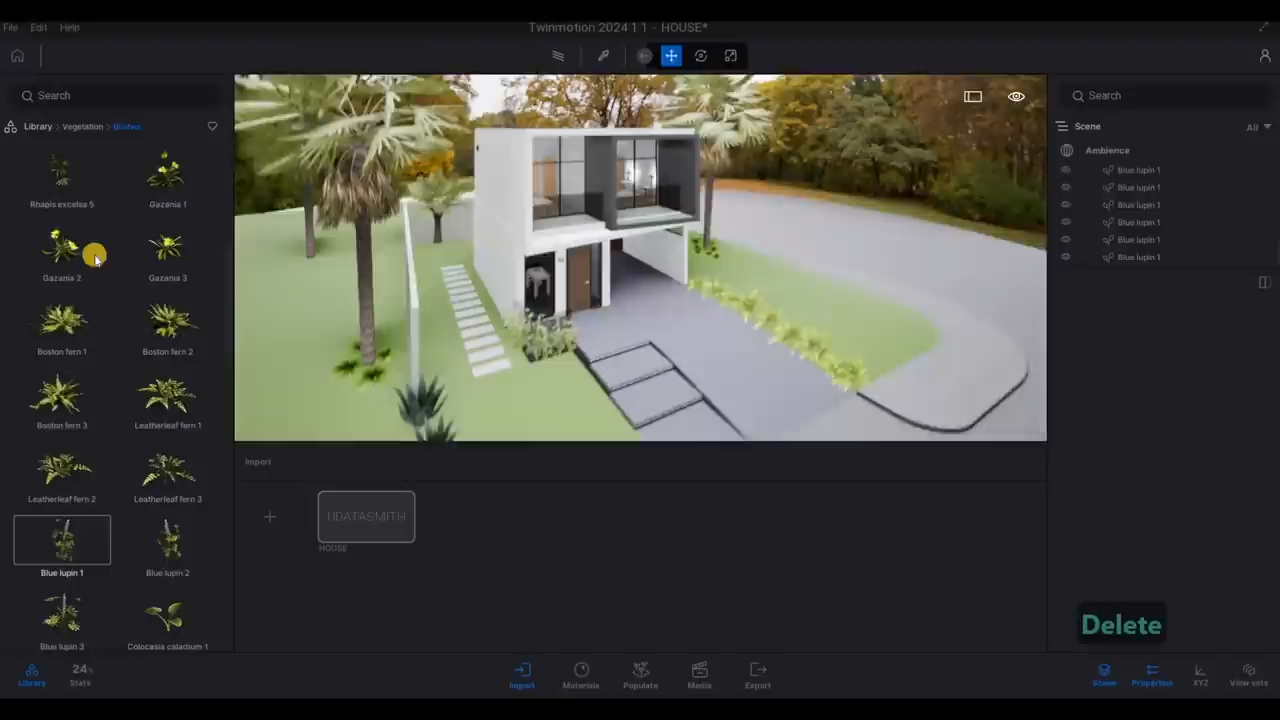 File Edit Help
Twinmotion 2024 1 1 - HOUSE*
Search
Library > Vegetation >
Rhapis excelsa 5
Gazania 1
Gazania 2
Gazania 3
Boston fern 1
Boston fern 2
Boston fern 3
Leatherleaf fern 1
Leatherleaf fern 2
Leatherleaf fern 3
Blue lupin 1
Blue lupin 2
Blue lupin 3
Colocasia caladium 1
Import
+
UDATASMITH
HOUSE
Search
Scene
All
Ambience
Blue lupin 1
Blue lupin 1
Blue lupin 1
Blue lupin 1
Blue lupin 1
Blue lupin 1
Delete
Library
24
Stats
Import
Materials
Populate
Media
Export
Scene
Properties
XYZ
View sets